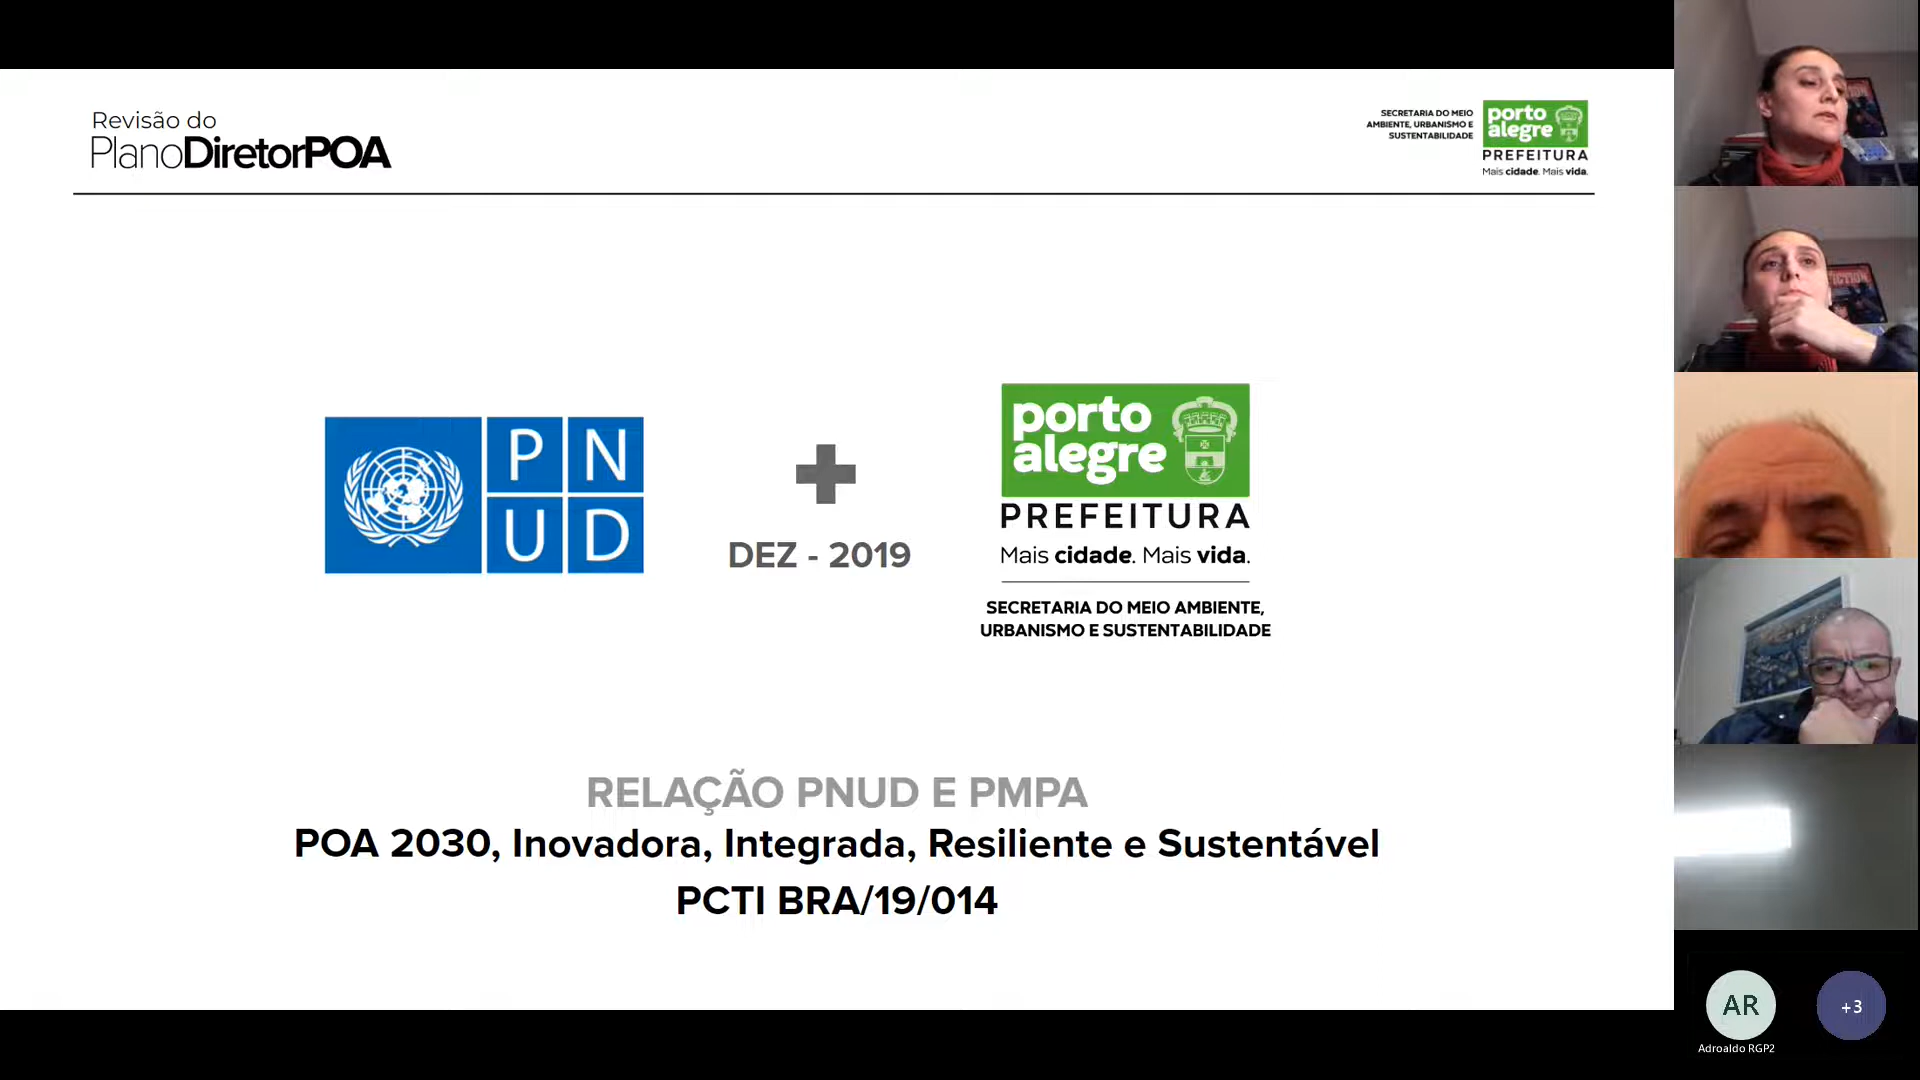 Revisão do
PlanoDiretorPOA
SECRETARIA DO MEIO
AMBIENTE, URBANISMO E
SUSTENTABILIDADE
porto
alegre
PREFEITURA
Mais cidade. Mais vida.
P N
U D
DEZ - 2019
porto
alegre
PREFEITURA
Mais cidade. Mais vida.
SECRETARIA DO MEIO AMBIENTE,
URBANISMO E SUSTENTABILIDADE
RELAÇÃO PNUD E PMPA
POA 2030, Inovadora, Integrada, Resiliente e Sustentável
PCTI BRA/19/014
AR
+3
Adroaldo RGP2